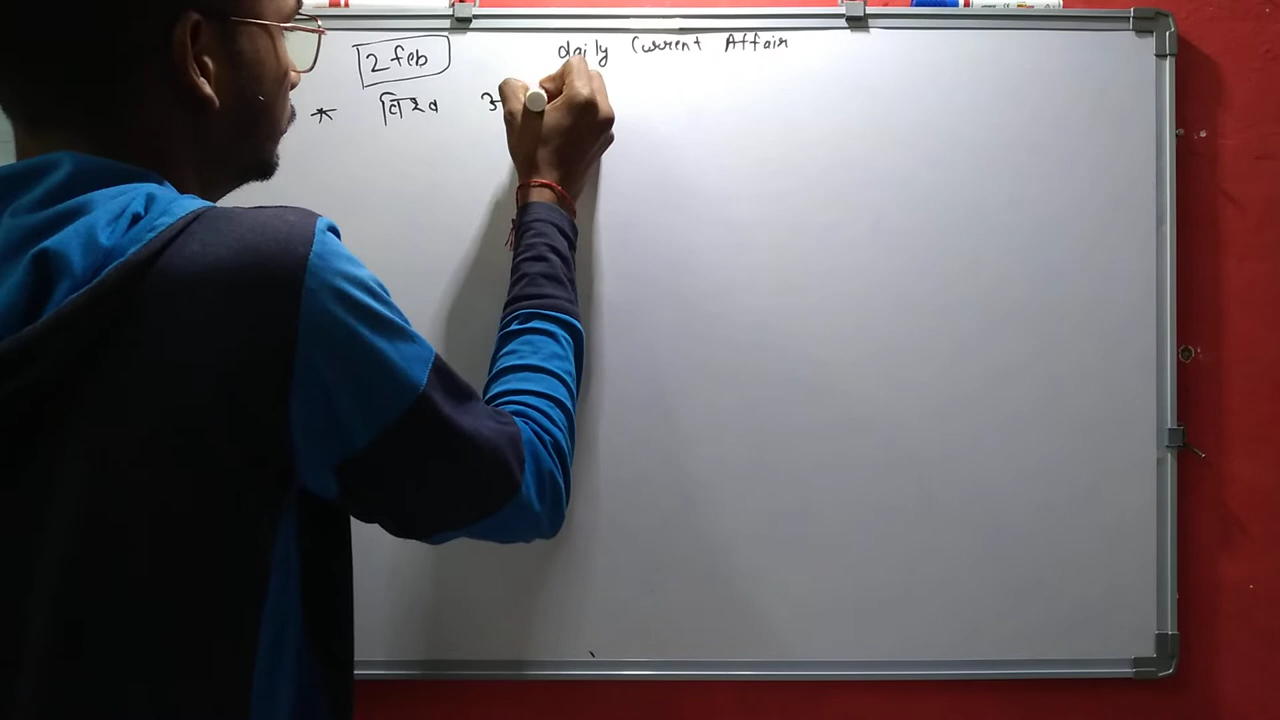 2 feb
daily Current Affair
* विश्व